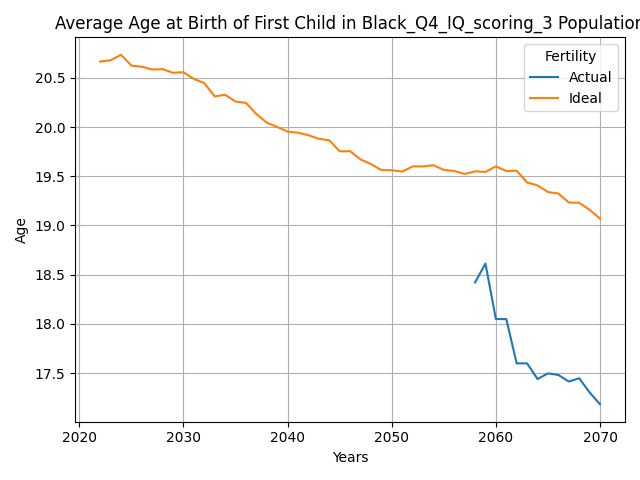 Average Age at Birth of First Child in Black_Q4_IQ_scoring_3 Population
Fertility
Actual
Ideal
20.5
20.0
19.5
19.0
18.5
18.0
17.5
Age
2020
2030
2040
2050
2060
2070
Years